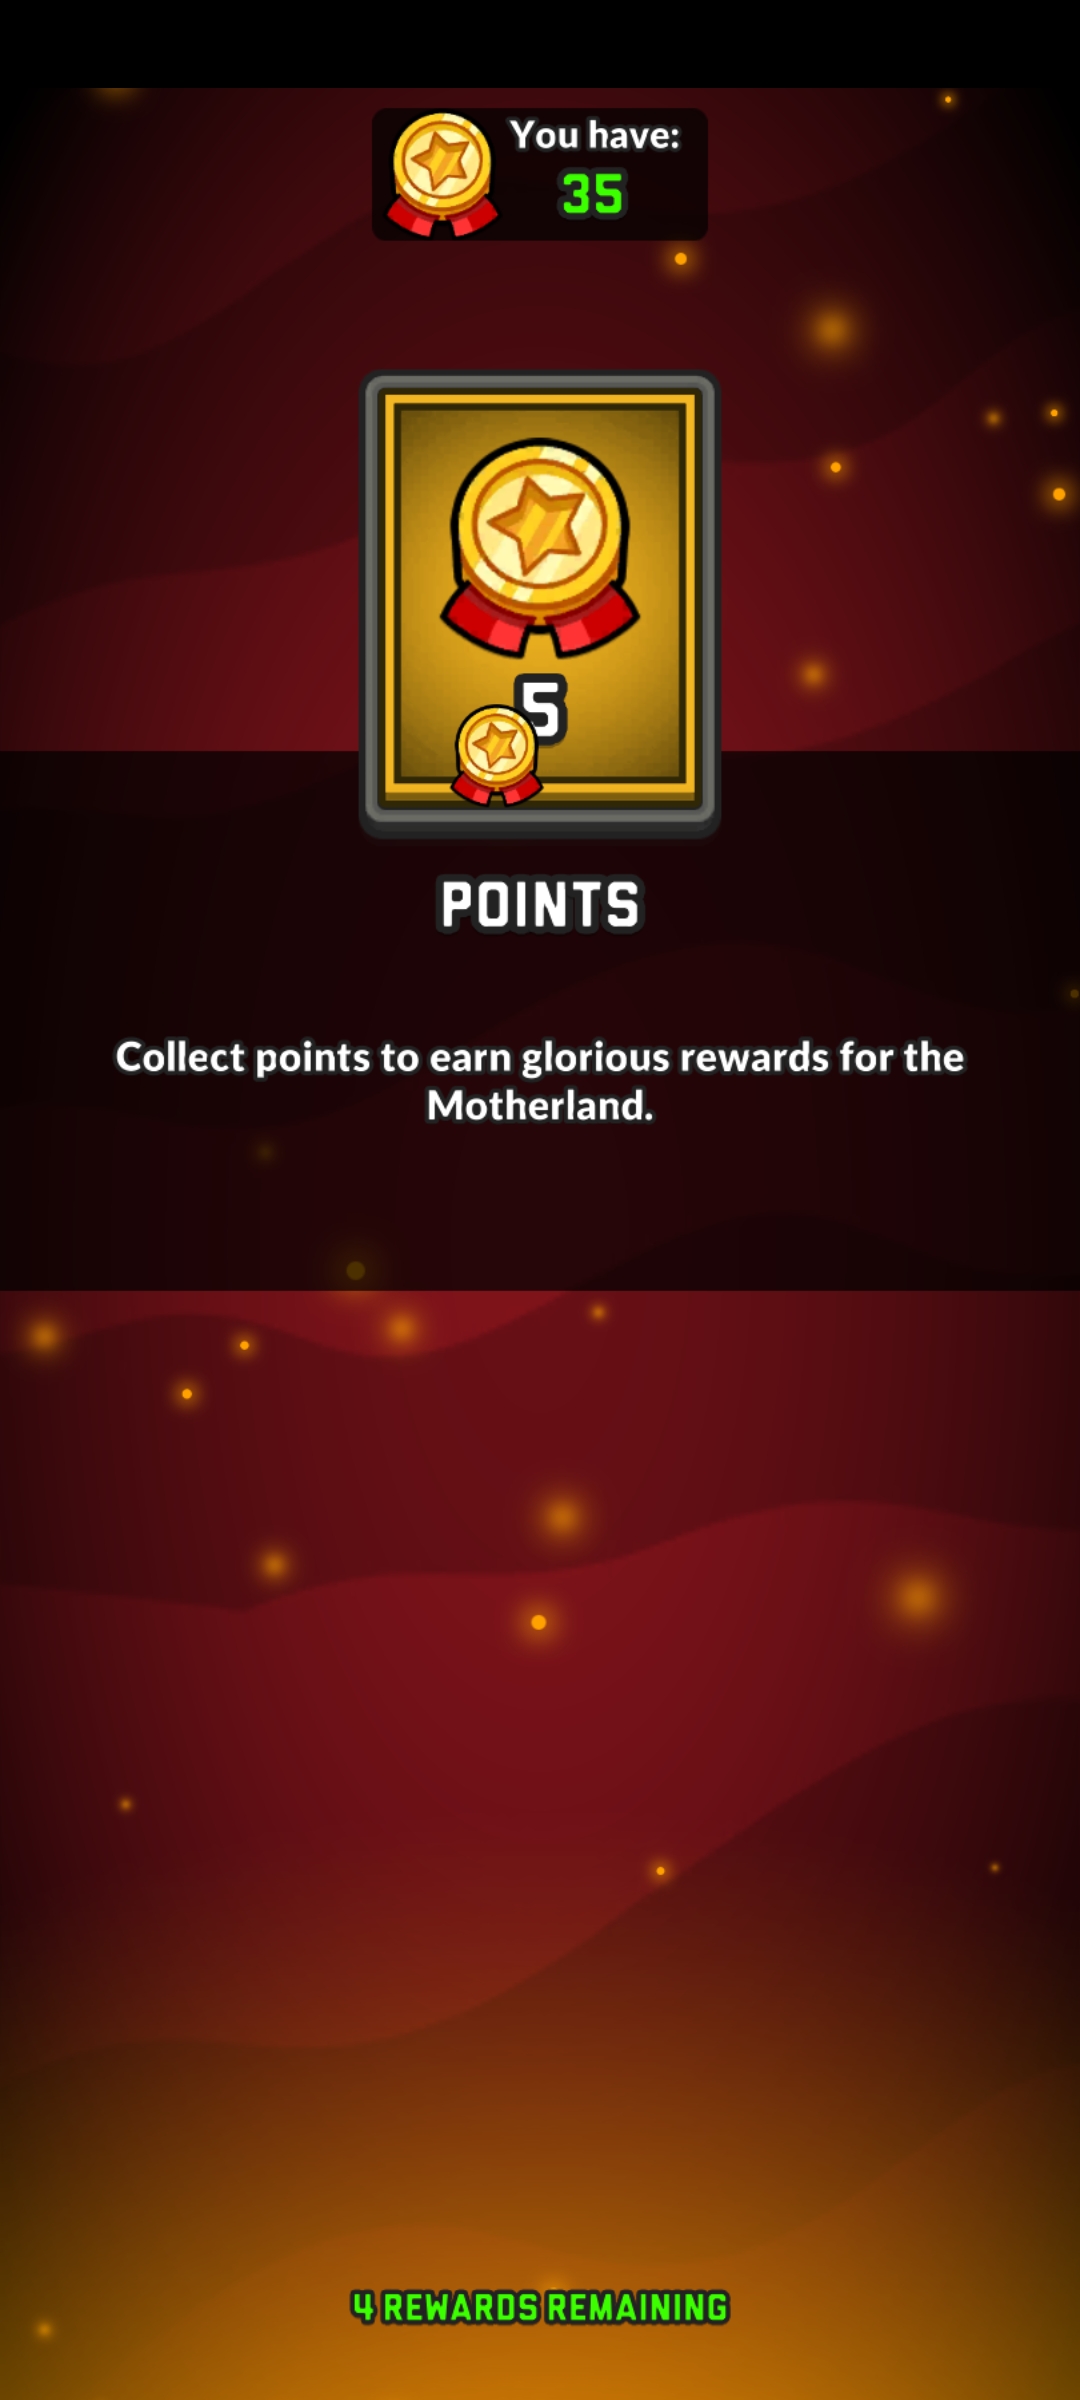 You have:
35
5
POINTS
Collect points to earn glorious rewards for the
Motherland.
4 REWARDS REMAINING